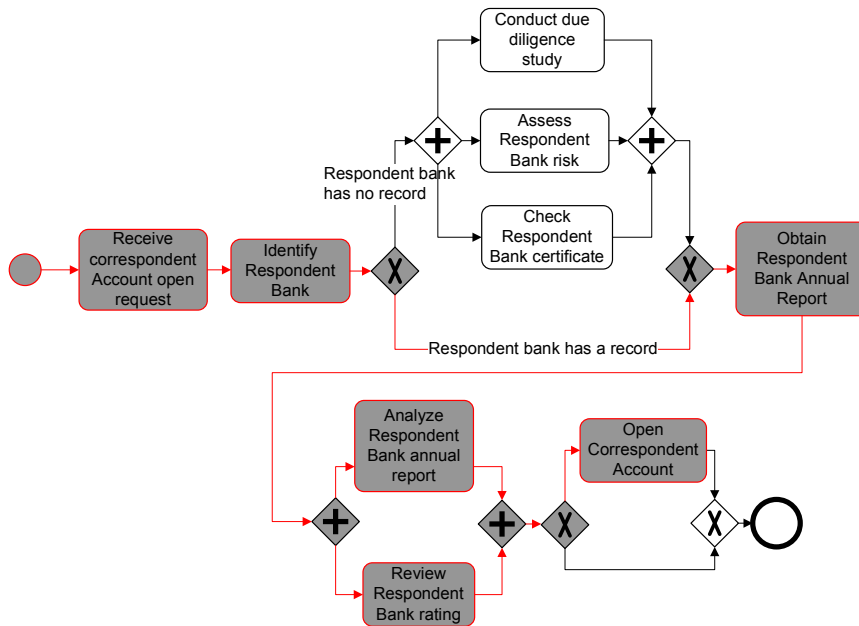 Conduct due
diligence
study
Assess
Respondent
Bank risk
Respondent bank
has no record
Check
Respondent
Bank certificate
Receive
correspondent
Account open
request
Identify
Respondent
Bank
Obtain
Respondent
Bank Annual
Report
Respondent bank has a record
Analyze
Respondent
Bank annual
report
Open
Correspondent
Account
Review
Respondent
Bank rating